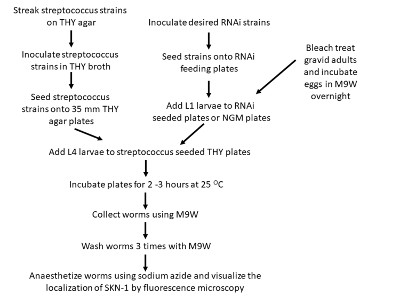 Streak streptococcus strains
on THY agar
Inoculate streptococcus
strains in THY broth
Seed streptococcus
strains onto 35 mm THY
agar plates
Inoculate desired RNAi strains
Seed strains onto RNAi
feeding plates
Add L1 larvae to RNAi
seeded plates or NGM plates
Bleach treat
gravid adults
and incubate
eggs in M9W
overnight
Add L4 larvae to streptococcus seeded THY plates
Incubate plates for 2 -3 hours at 25 ⁰C
Collect worms using M9W
Wash worms 3 times with M9W
Anaesthetize worms using sodium azide and visualize the
localization of SKN-1 by fluorescence microscopy